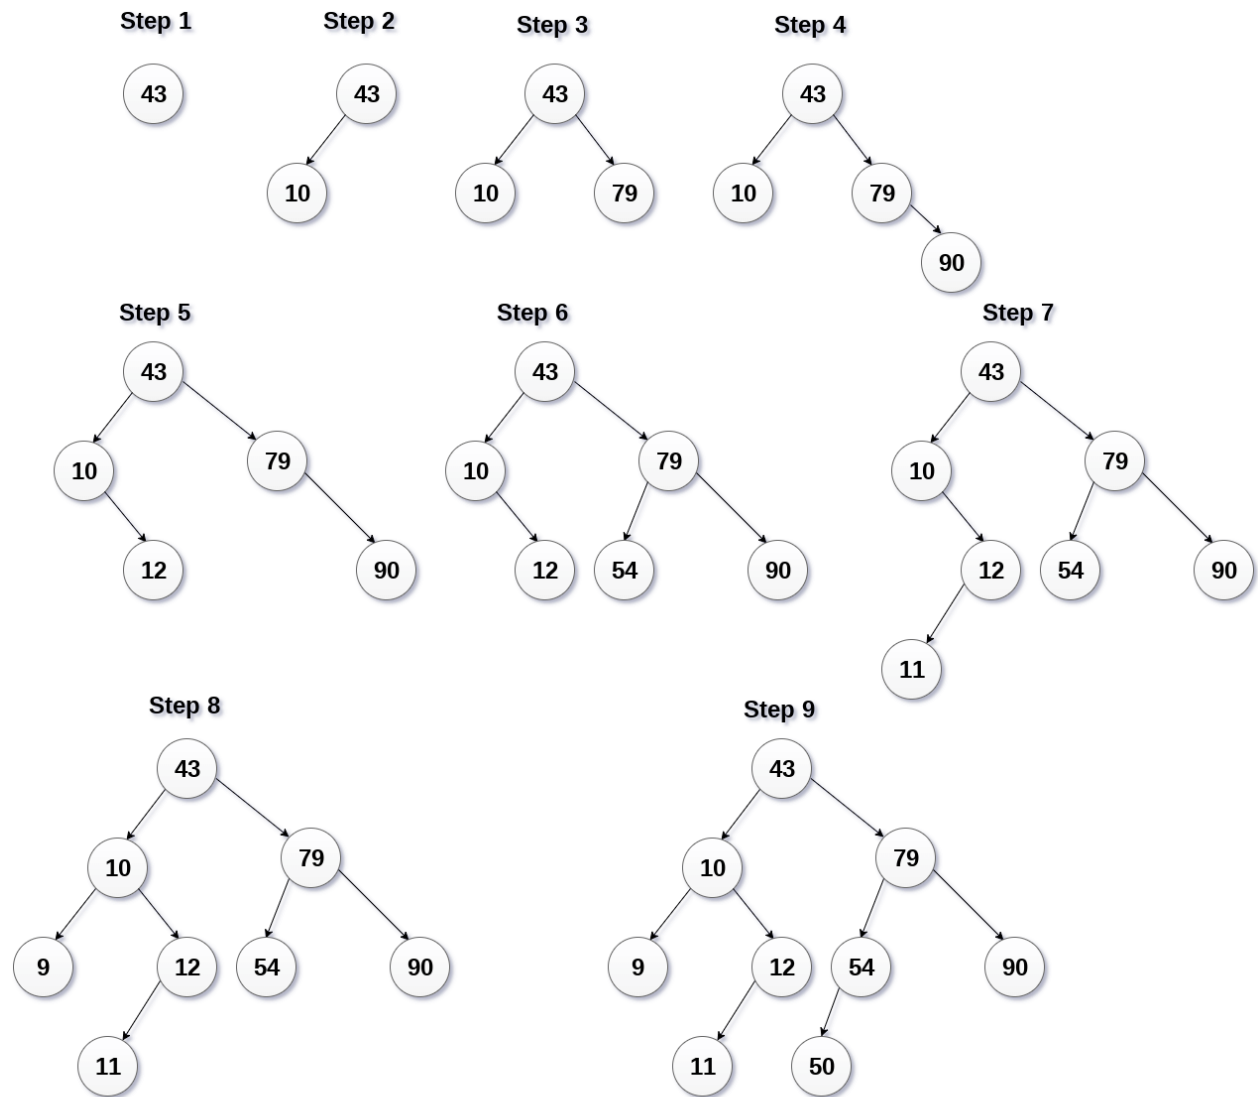 Step 1 Step 2 Step 3 Step 4
43 43 43 43
10 10 79 10 79
90
Step 5 Step 6 Step 7
43 43 43
10 79 10 79 10 79
12 90 12 54 90 12 54 90
11
Step 8 Step 9
43 43
10 79 10 79
9 12 54 90 9 12 54 90
11 11 50